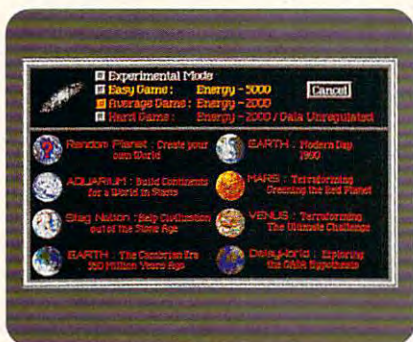 Experimental Mode
Easy Game : Energy - 5000
Cancel
Average Game : Energy - 2000
Hard Game : Energy - 2000 / Gaia Unregulated
Random Planet : Create your
own World
EARTH : Modern Day
AQUARIUM : Build Continents
for a World in
MARS : Terraforming
Greening the Red Planet
Stag Nation : Help Civilization
out of the Stone Age
VENUS : Terraforming
The Ultimate Challenge
EARTH : The Cambrian Era
550 Million Years Ago
DaisyWorld : Exploring
the GAIA Hypothesis